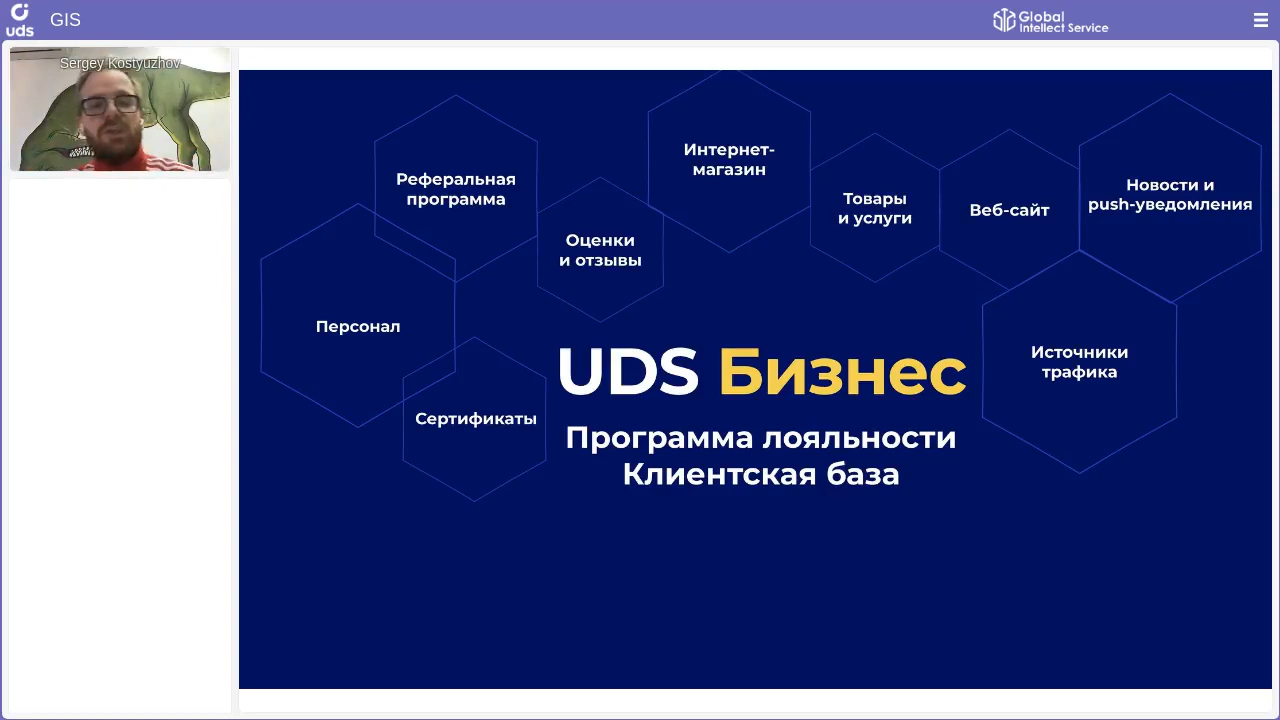 uds
GIS
Global
Intellect Service
Sergey Kostyuzhov
Реферальная
программа
Оценки
и отзывы
Интернет-
магазин
Товары
и услуги
Веб-сайт
Новости и
push-уведомления
Персонал
Сертификаты
Источники
трафика
UDS Бизнес
Программа лояльности
Клиентская база